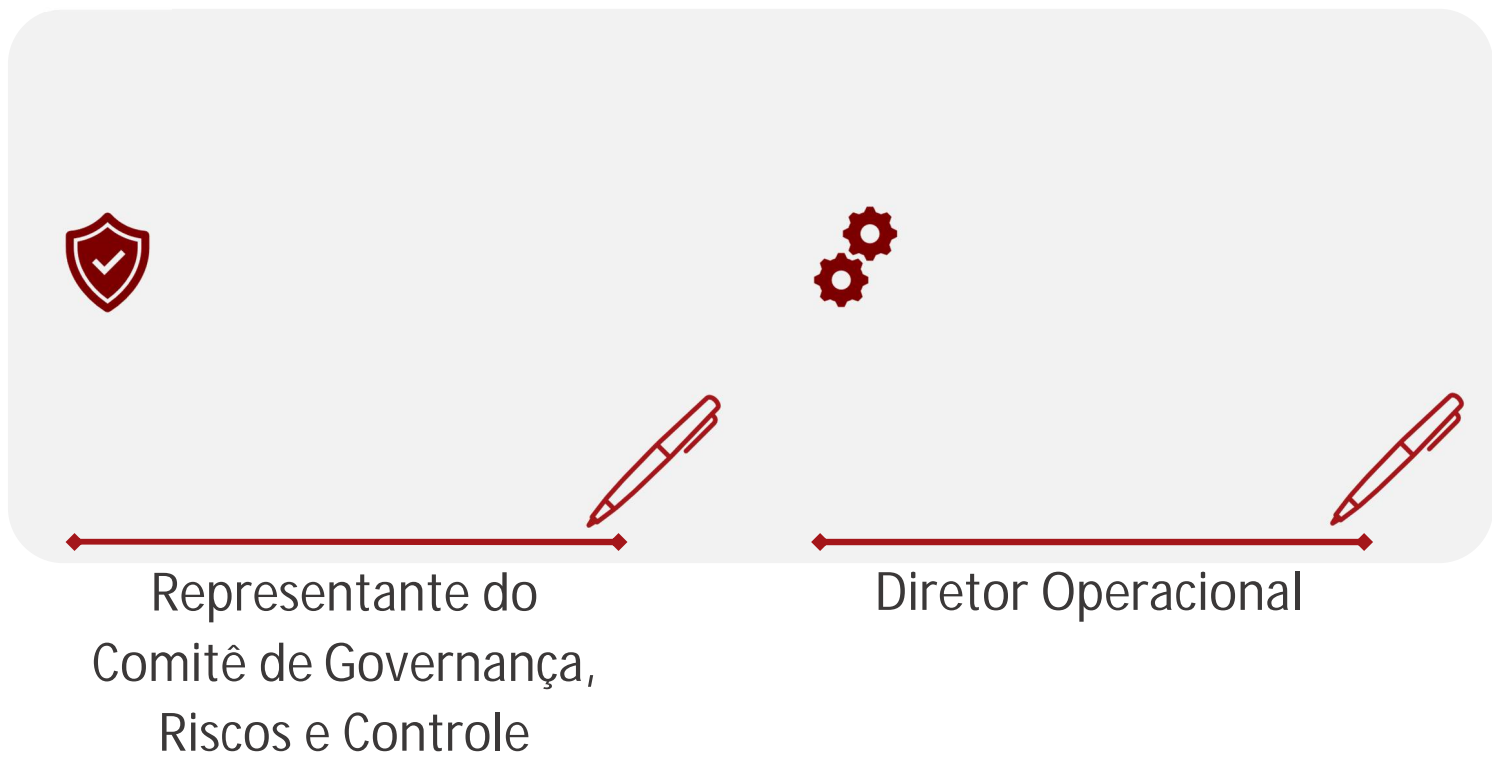 Representante do
Comitê de Governança,
Riscos e Controle
Diretor Operacional